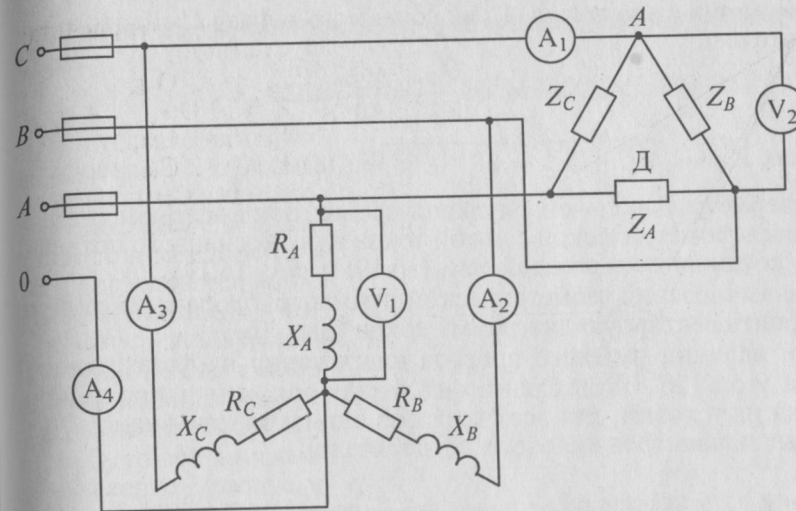 C
A₁
A
Z_C
Z_B
V₂
B
Д
Z_A
A
R_A
0
A₃
V₁
A₂
X_A
A₄
R_C
R_B
X_C
X_B